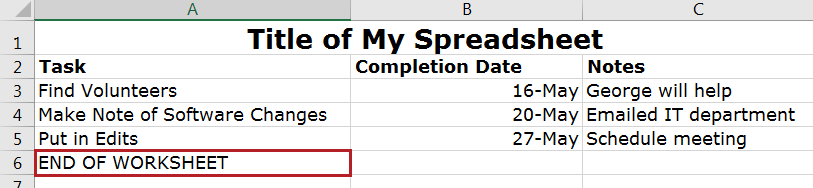 A B C
1 Title of My Spreadsheet
2 Task Completion Date Notes
3 Find Volunteers 16-May George will help
4 Make Note of Software Changes 20-May Emailed IT department
5 Put in Edits 27-May Schedule meeting
6 END OF WORKSHEET
7